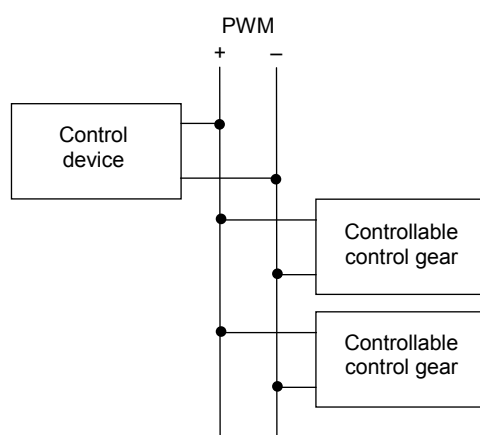 PWM
+ –
Control
device
Controllable
control gear
Controllable
control gear